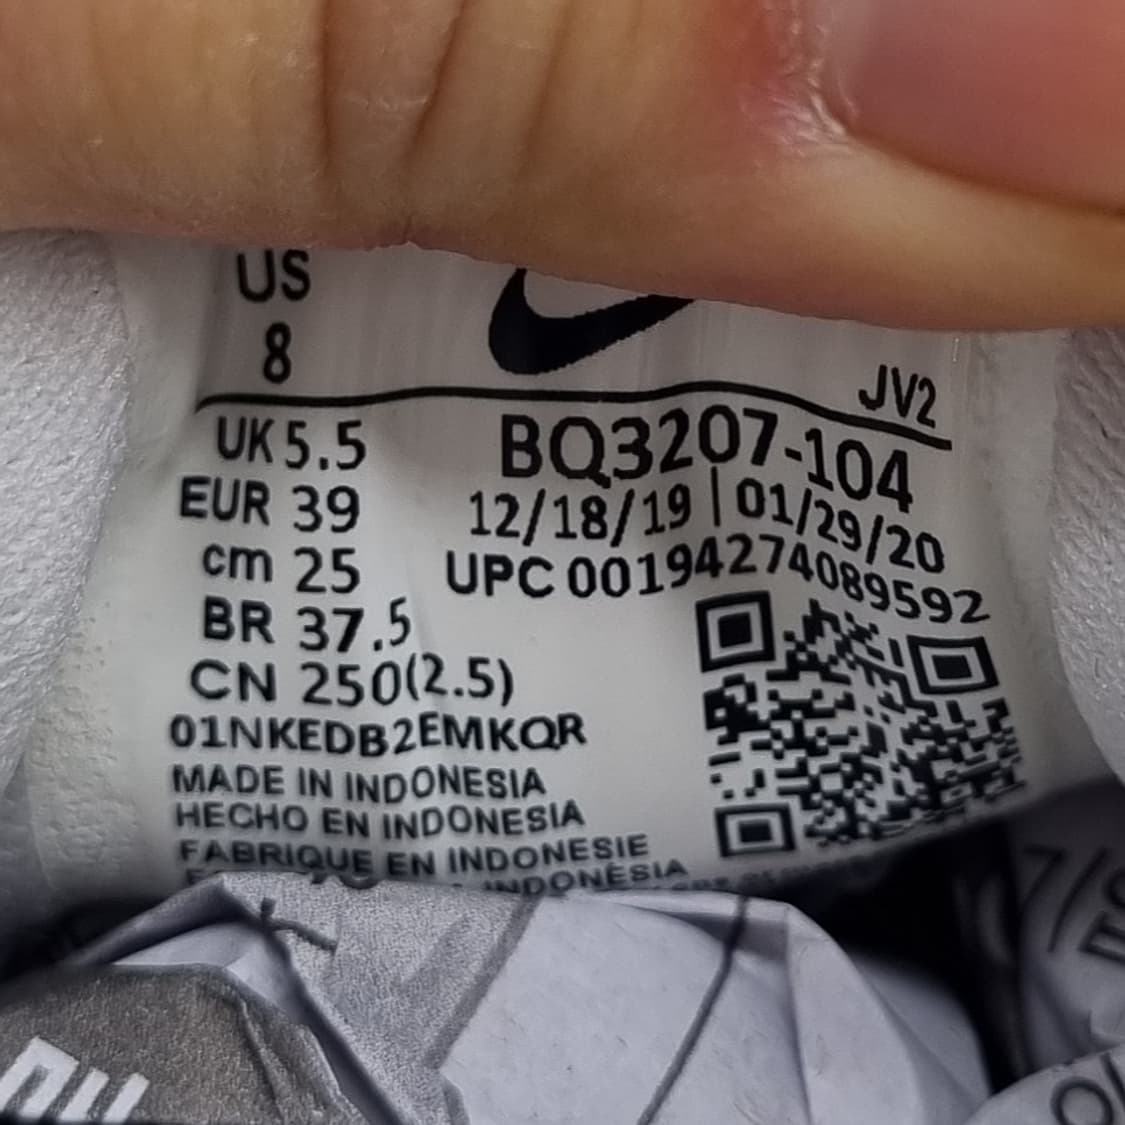 US
8
JV2
UK 5.5
BQ3207-104
EUR 39
12/18/19 | 01/29/20
cm 25
UPC 00194274089592
BR 37.5
CN 250(2.5)
01NKEDB2EMKQR
MADE IN INDONESIA
HECHO EN INDONESIA
FABRIQUE EN INDONESIE
INDONÉSIA